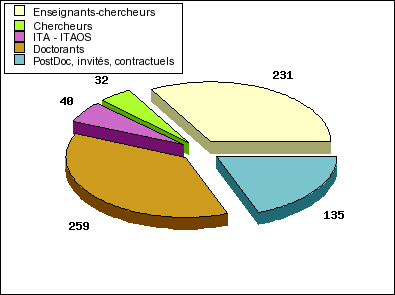 Enseignants-chercheurs
Chercheurs
ITA - ITAOS
Doctorants
PostDoc, invités, contractuels
32
231
40
259
135